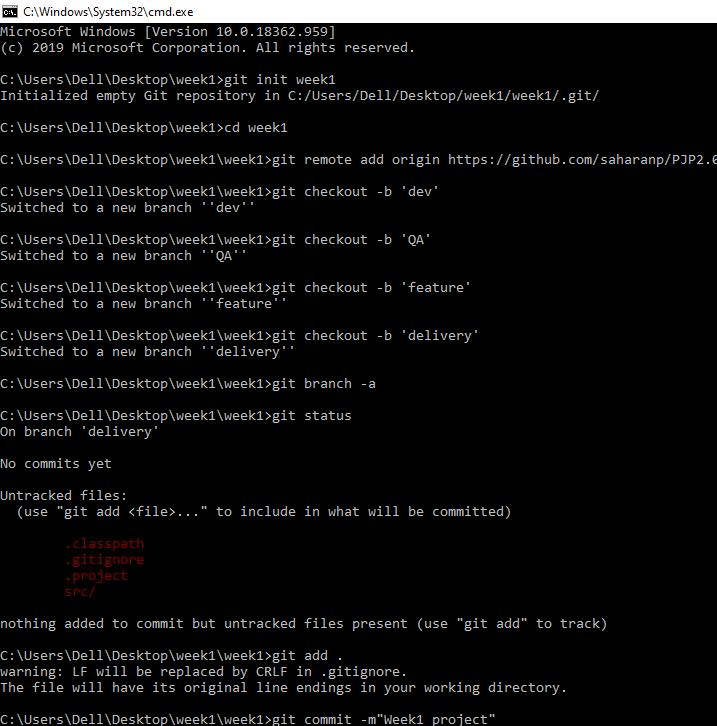 C:\Windows\System32\cmd.exe
Microsoft Windows [Version 10.0.18362.959]
(c) 2019 Microsoft Corporation. All rights reserved.
C:\Users\Dell\Desktop\week1>git init week1
Initialized empty Git repository in C:/Users/Dell/Desktop/week1/week1/.git/
C:\Users\Dell\Desktop\week1>cd week1
C:\Users\Dell\Desktop\week1\week1>git remote add origin https://github.com/saharanp/PJP2.0
C:\Users\Dell\Desktop\week1\week1>git checkout -b 'dev'
Switched to a new branch ''dev''
C:\Users\Dell\Desktop\week1\week1>git checkout -b 'QA'
Switched to a new branch ''QA''
C:\Users\Dell\Desktop\week1\week1>git checkout -b 'feature'
Switched to a new branch ''feature''
C:\Users\Dell\Desktop\week1\week1>git checkout -b 'delivery'
Switched to a new branch ''delivery''
C:\Users\Dell\Desktop\week1\week1>git branch -a
C:\Users\Dell\Desktop\week1\week1>git status
On branch 'delivery'
No commits yet
Untracked files:
(use "git add <file>..." to include in what will be committed)
.classpath
.gitignore
.project
src/
nothing added to commit but untracked files present (use "git add" to track)
C:\Users\Dell\Desktop\week1\week1>git add .
warning: LF will be replaced by CRLF in .gitignore.
The file will have its original line endings in your working directory.
C:\Users\Dell\Desktop\week1\week1>git commit -m"Week1 project"